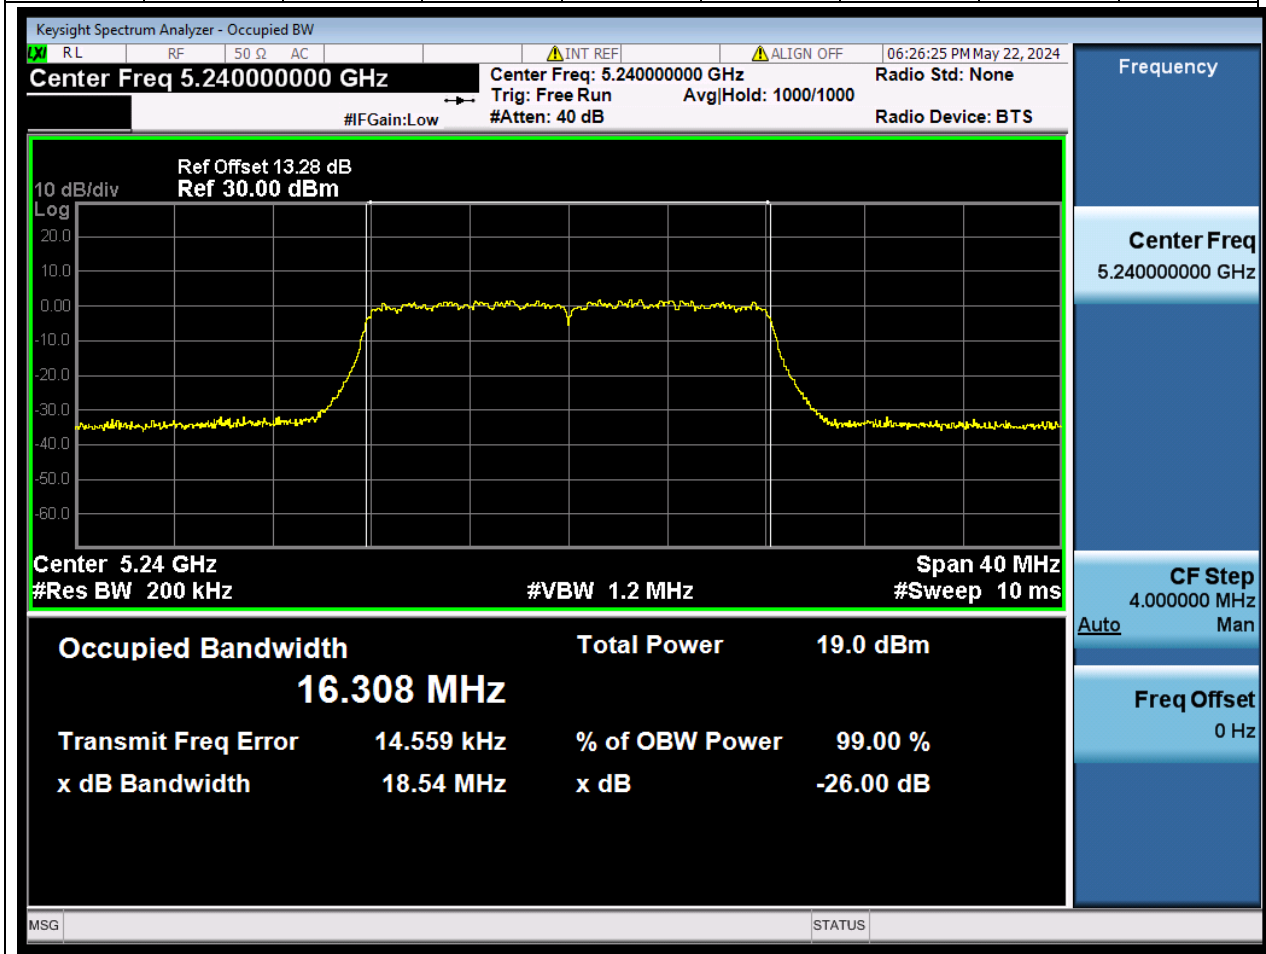 Keysight Spectrum Analyzer - Occupied BW
LXI RL RF 50 Ω AC INT REF ALIGN OFF 06:26:25 PM May 22, 2024
Center Freq 5.240000000 GHz
Center Freq: 5.240000000 GHz Radio Std: None
Trig: Free Run Avg|Hold: 1000/1000
#IFGain:Low #Atten: 40 dB Radio Device: BTS
Ref Offset 13.28 dB
10 dB/div Ref 30.00 dBm
Log
20.0
10.0
0.00
-10.0
-20.0
-30.0
-40.0
-50.0
-60.0
Center 5.24 GHz Span 40 MHz
#Res BW 200 kHz #VBW 1.2 MHz #Sweep 10 ms
Occupied Bandwidth Total Power 19.0 dBm
16.308 MHz
Transmit Freq Error 14.559 kHz % of OBW Power 99.00 %
x dB Bandwidth 18.54 MHz x dB -26.00 dB
Frequency
Center Freq
5.240000000 GHz
CF Step
4.000000 MHz
Auto Man
Freq Offset
0 Hz
MSG STATUS